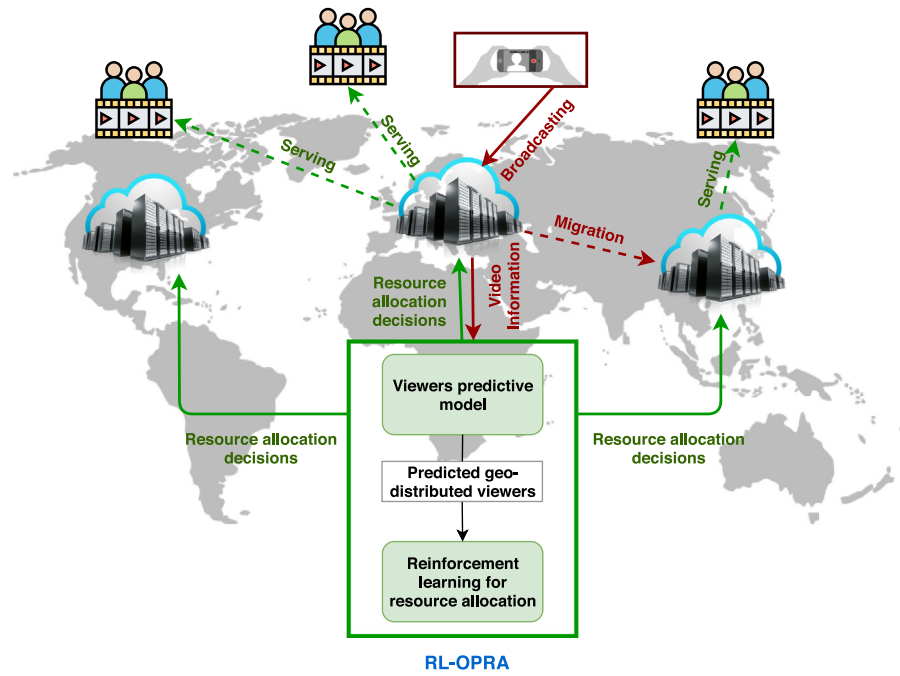 Broadcasting
Serving
Serving
Serving
Migration
Resource
allocation
decisions
Video
Information
Viewers predictive
model
Resource allocation
decisions
Resource allocation
decisions
Predicted geo-
distributed viewers
Reinforcement
learning for
resource allocation
RL-OPRA